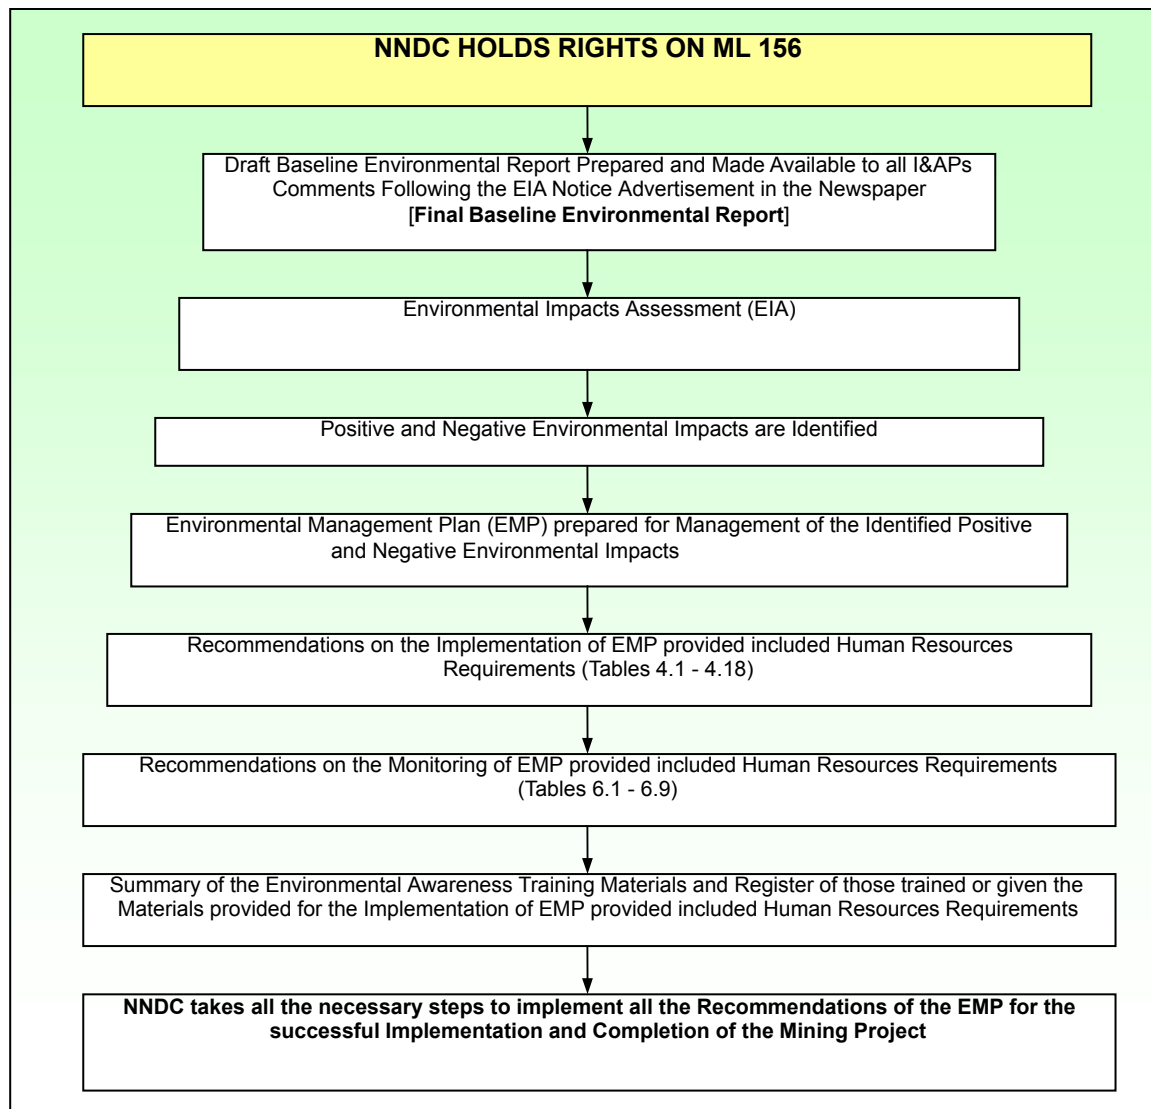 NNDC HOLDS RIGHTS ON ML 156
Draft Baseline Environmental Report Prepared and Made Available to all I&APs
Comments Following the EIA Notice Advertisement in the Newspaper
[Final Baseline Environmental Report]
Environmental Impacts Assessment (EIA)
Positive and Negative Environmental Impacts are Identified
Environmental Management Plan (EMP) prepared for Management of the Identified Positive
and Negative Environmental Impacts
Recommendations on the Implementation of EMP provided included Human Resources
Requirements (Tables 4.1 - 4.18)
Recommendations on the Monitoring of EMP provided included Human Resources Requirements
(Tables 6.1 - 6.9)
Summary of the Environmental Awareness Training Materials and Register of those trained or given the
Materials provided for the Implementation of EMP provided included Human Resources Requirements
NNDC takes all the necessary steps to implement all the Recommendations of the EMP for the
successful Implementation and Completion of the Mining Project